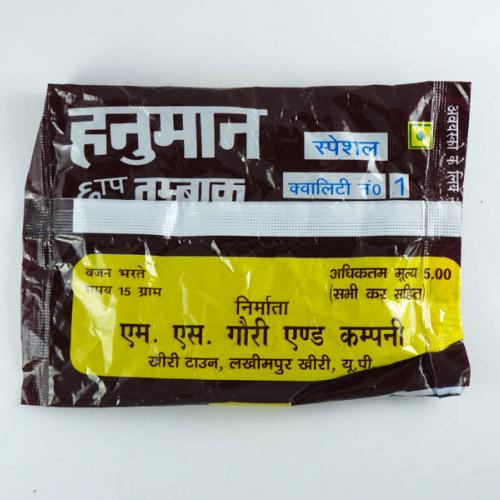 हनुमान
स्पेशल
छाप तम्बाकू
क्वालिटी नं0 1
वजन भरते
समय 15 ग्राम
अधिकतम मूल्य 5.00
(सभी कर सहित)
निर्माता
एम. एस. गौरी एण्ड कम्पनी
खीरी टाउन, लखीमपुर खीरी, यू.पी.
अवयस्कों के लिये